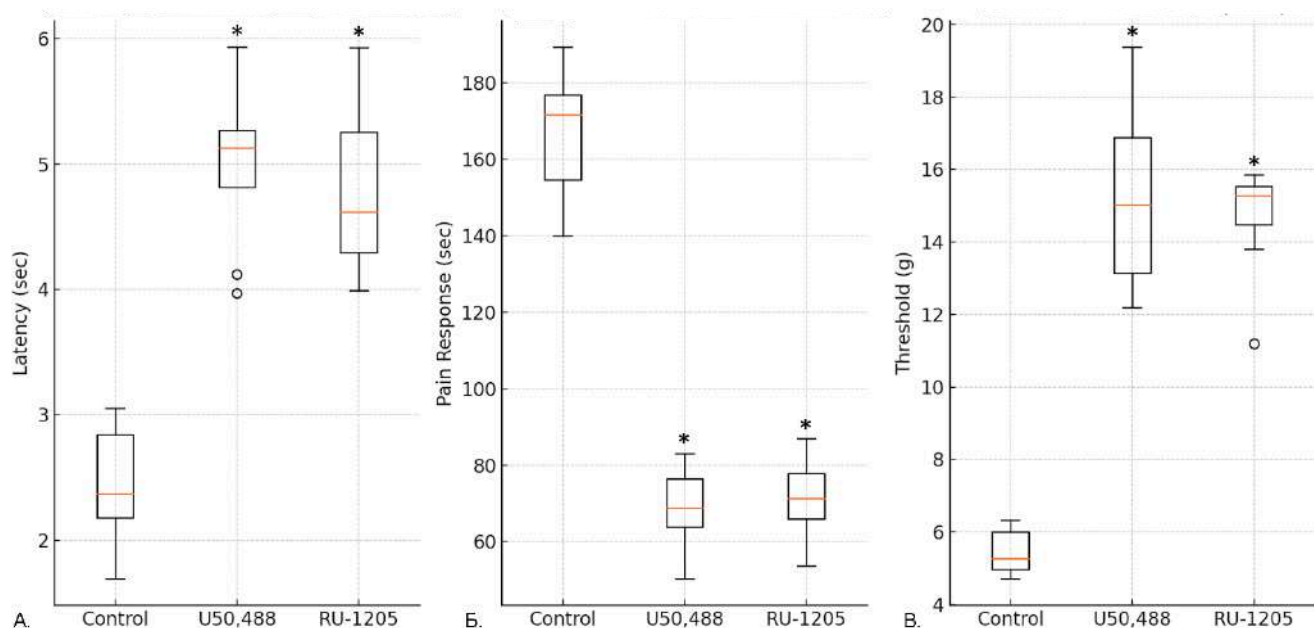 Latency (sec)
6
5
4
3
2
*
*
Control
U50,488
RU-1205
А.
Pain Response (sec)
180
160
140
120
100
80
60
*
*
Control
U50,488
RU-1205
Б.
Threshold (g)
20
18
16
14
12
10
8
6
4
*
*
Control
U50,488
RU-1205
В.